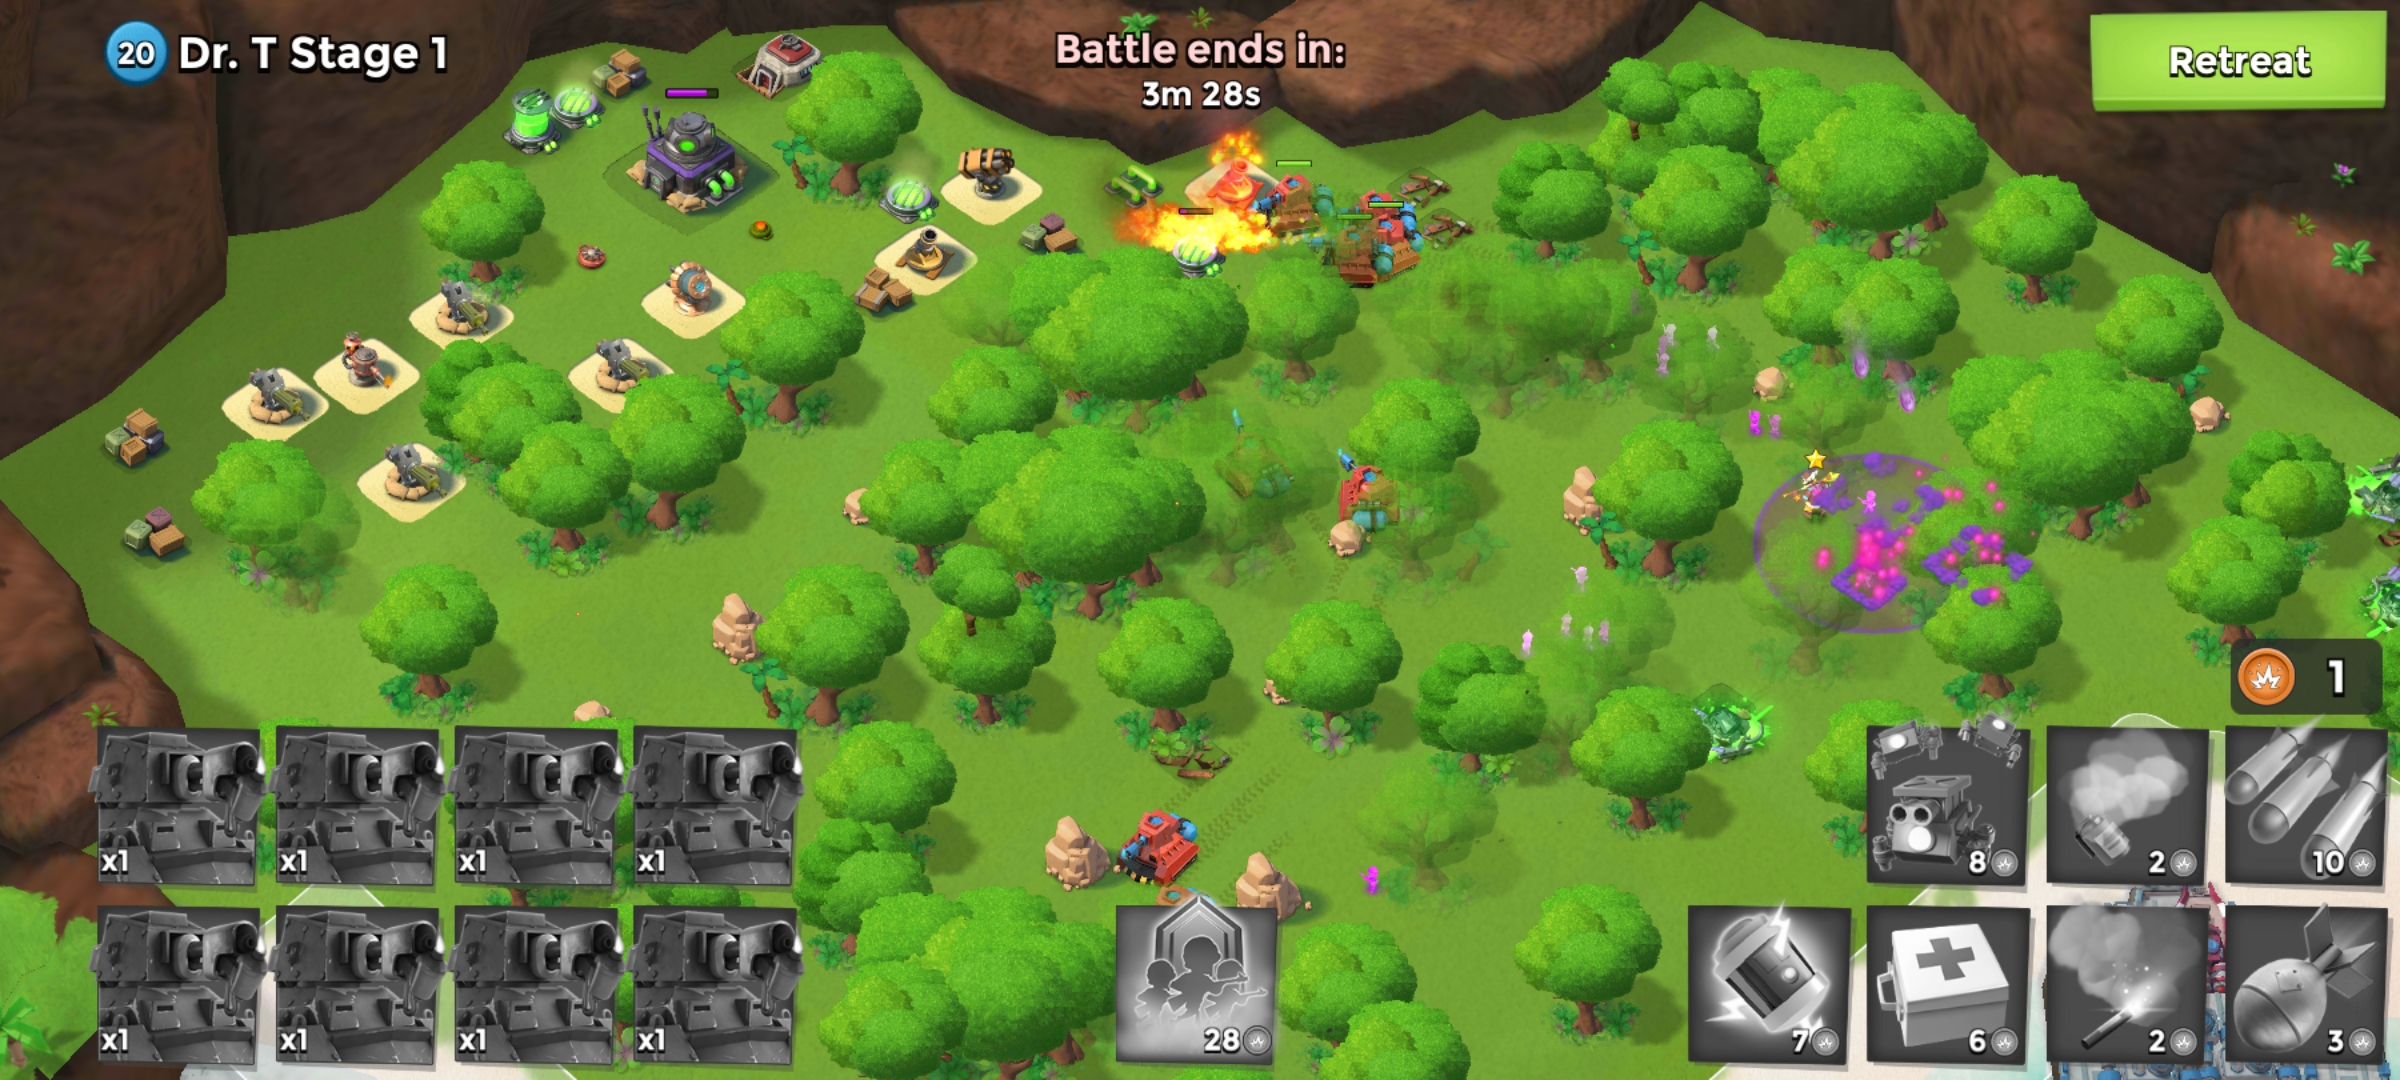 20 Dr. T Stage 1
Battle ends in:
3m 28s
Retreat
1
x1 x1 x1 x1
8 2 10
x1 x1 x1 x1
28 7 6 2 3